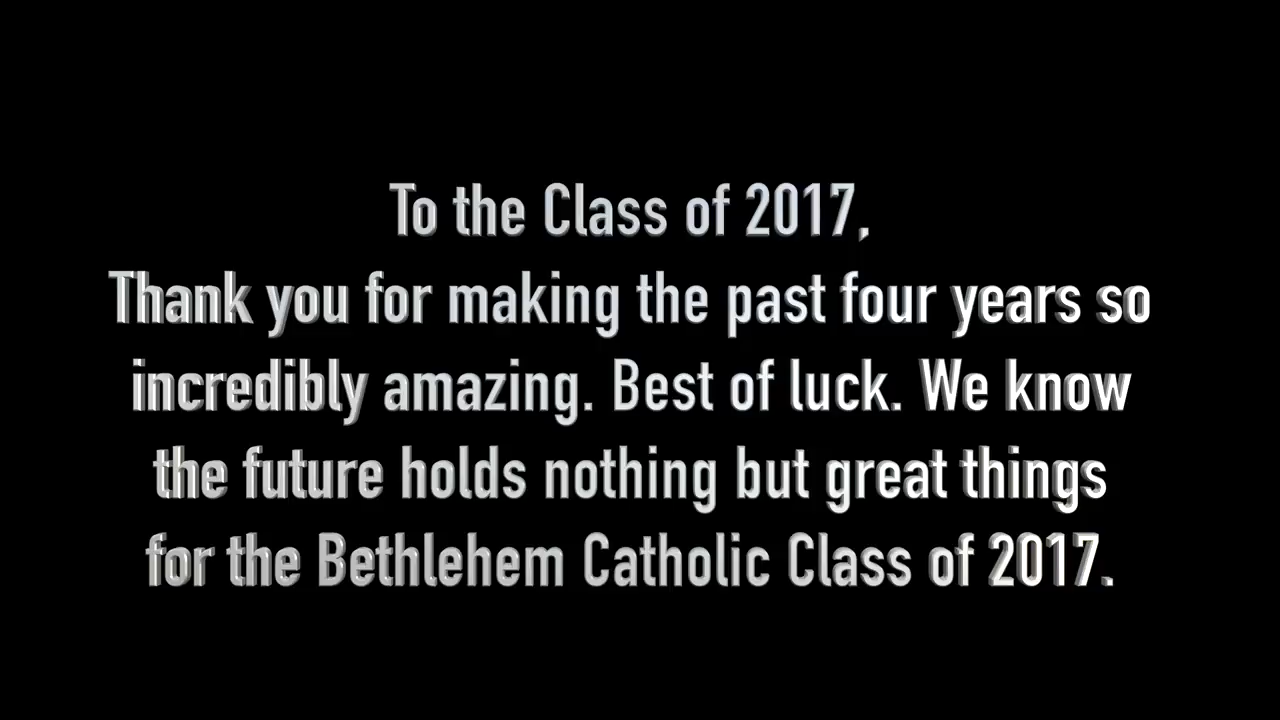 To the Class of 2017,
Thank you for making the past four years so
incredibly amazing. Best of luck. We know
the future holds nothing but great things
for the Bethlehem Catholic Class of 2017.